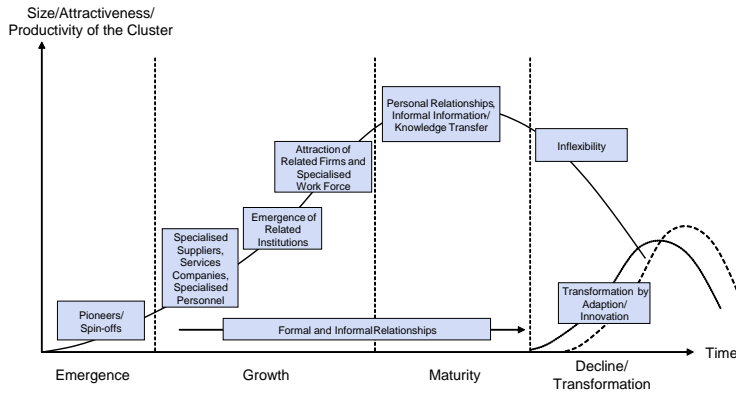 Size/Attractiveness/
Productivity of the Cluster
Personal Relationships,
Informal Information/
Knowledge Transfer
Inflexibility
Attraction of
Related Firms and
Specialised
Work Force
Emergence of
Related
Institutions
Specialised
Suppliers,
Services
Companies,
Specialised
Personnel
Transformation by
Adaption/
Innovation
Pioneers/
Spin-offs
Formal and Informal Relationships
Time
Emergence
Growth
Maturity
Decline/
Transformation